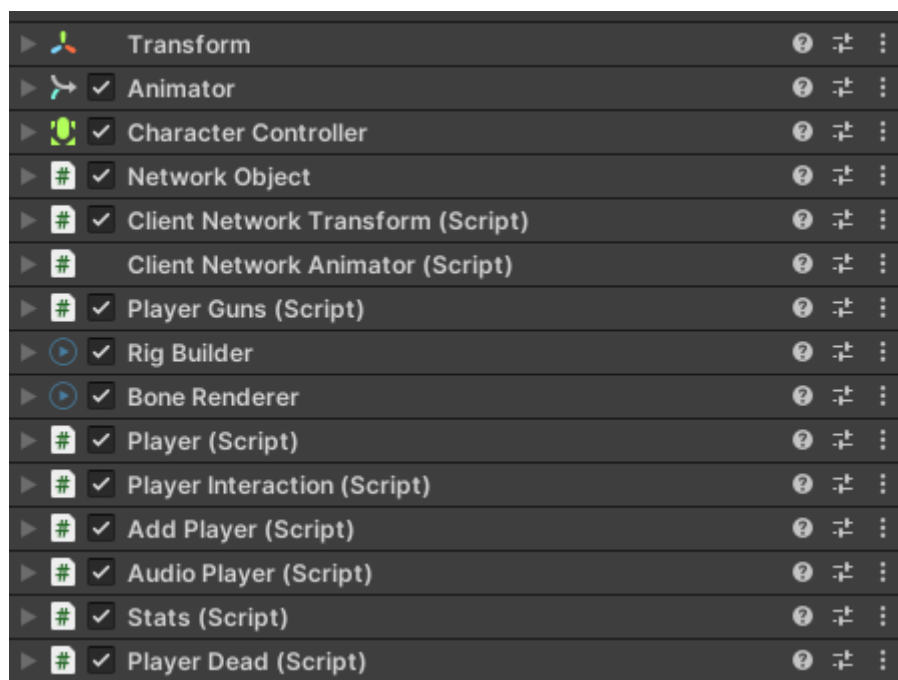 Transform
Animator
Character Controller
# Network Object
# Client Network Transform (Script)
# Client Network Animator (Script)
# Player Guns (Script)
Rig Builder
Bone Renderer
# Player (Script)
# Player Interaction (Script)
# Add Player (Script)
# Audio Player (Script)
# Stats (Script)
# Player Dead (Script)